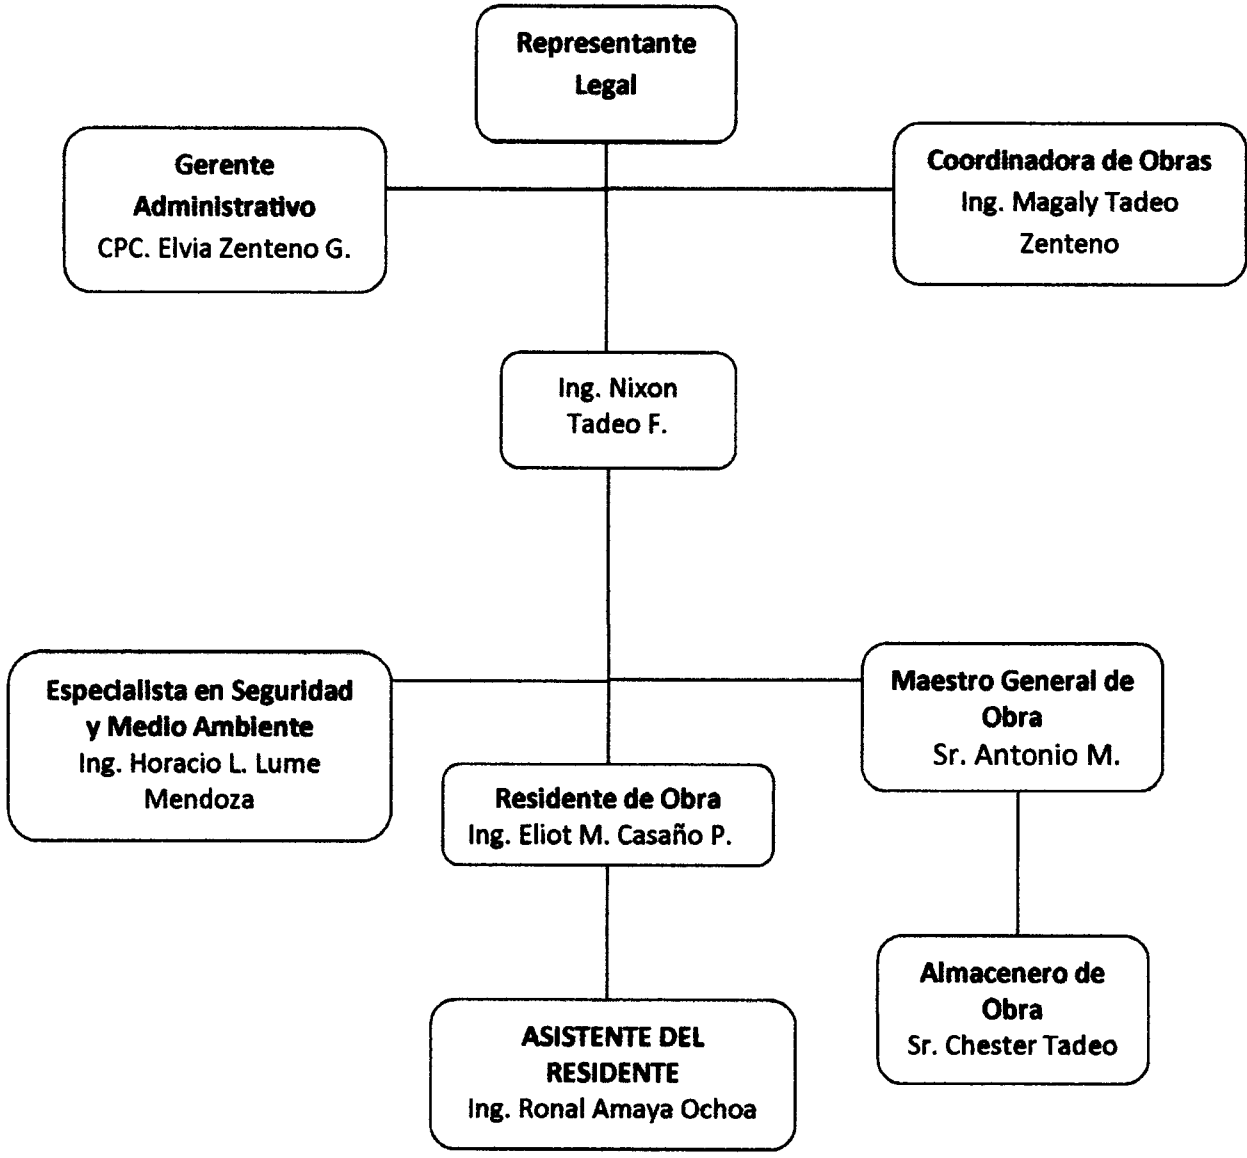 Representante
Legal
Gerente
Administrativo
CPC. Elvia Zenteno G.
Coordinadora de Obras
Ing. Magaly Tadeo
Zenteno
Ing. Nixon
Tadeo F.
Especialista en Seguridad
y Medio Ambiente
Ing. Horacio L. Lume
Mendoza
Maestro General de
Obra
Sr. Antonio M.
Residente de Obra
Ing. Eliot M. Casaño P.
Almacenero de
Obra
Sr. Chester Tadeo
ASISTENTE DEL
RESIDENTE
Ing. Ronal Amaya Ochoa